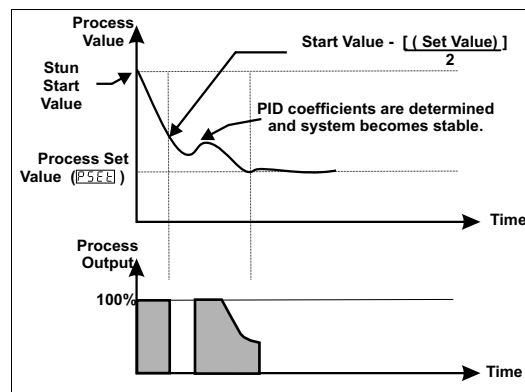 Process
Value
Start Value - [( Set Value)]
2
Stun
Start
Value
PID coefficients are determined
and system becomes stable.
Process Set
Value (PSEt)
Time
Process
Output
100%
Time